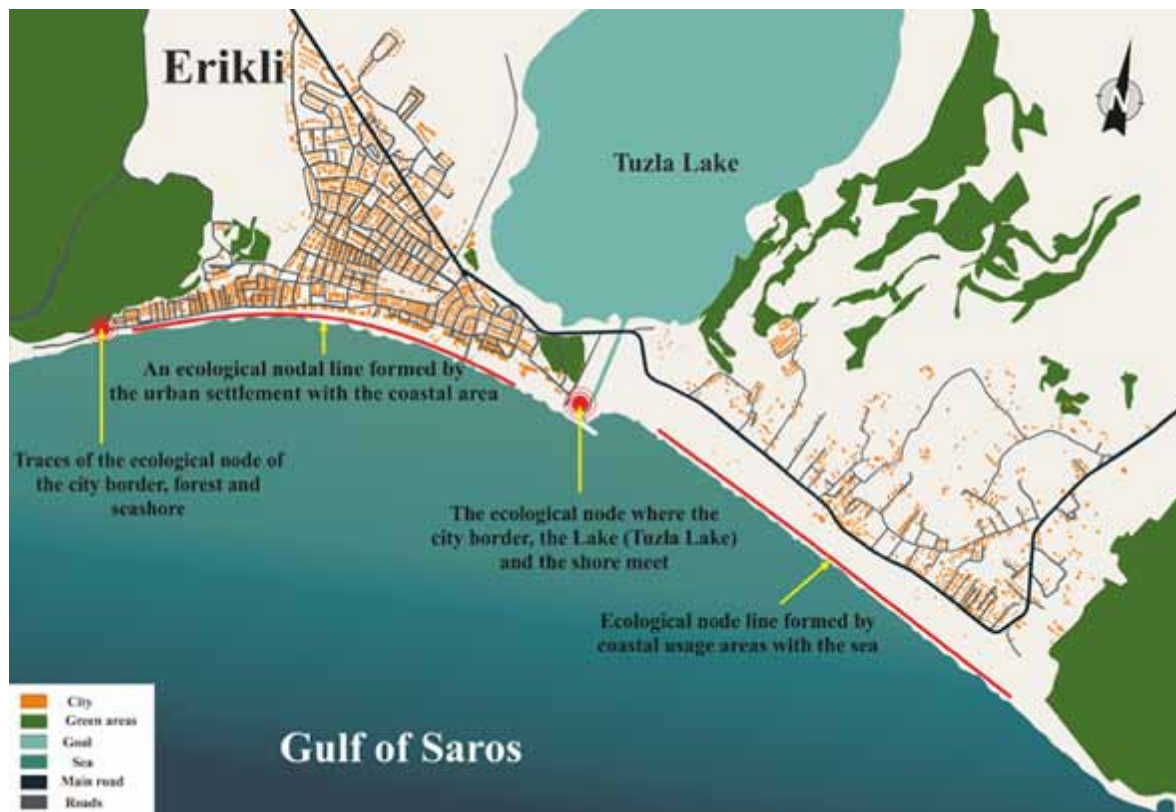 Erikli
Tuzla Lake
N
An ecological nodal line formed by
the urban settlement with the coastal area
Traces of the ecological node of
the city border, forest and
seashore
The ecological node where the
city border, the Lake (Tuzla Lake)
and the shore meet
Ecological node line formed by
coastal usage areas with the sea
City
Green areas
Goal
Sea
Main road
Roads
Gulf of Saros